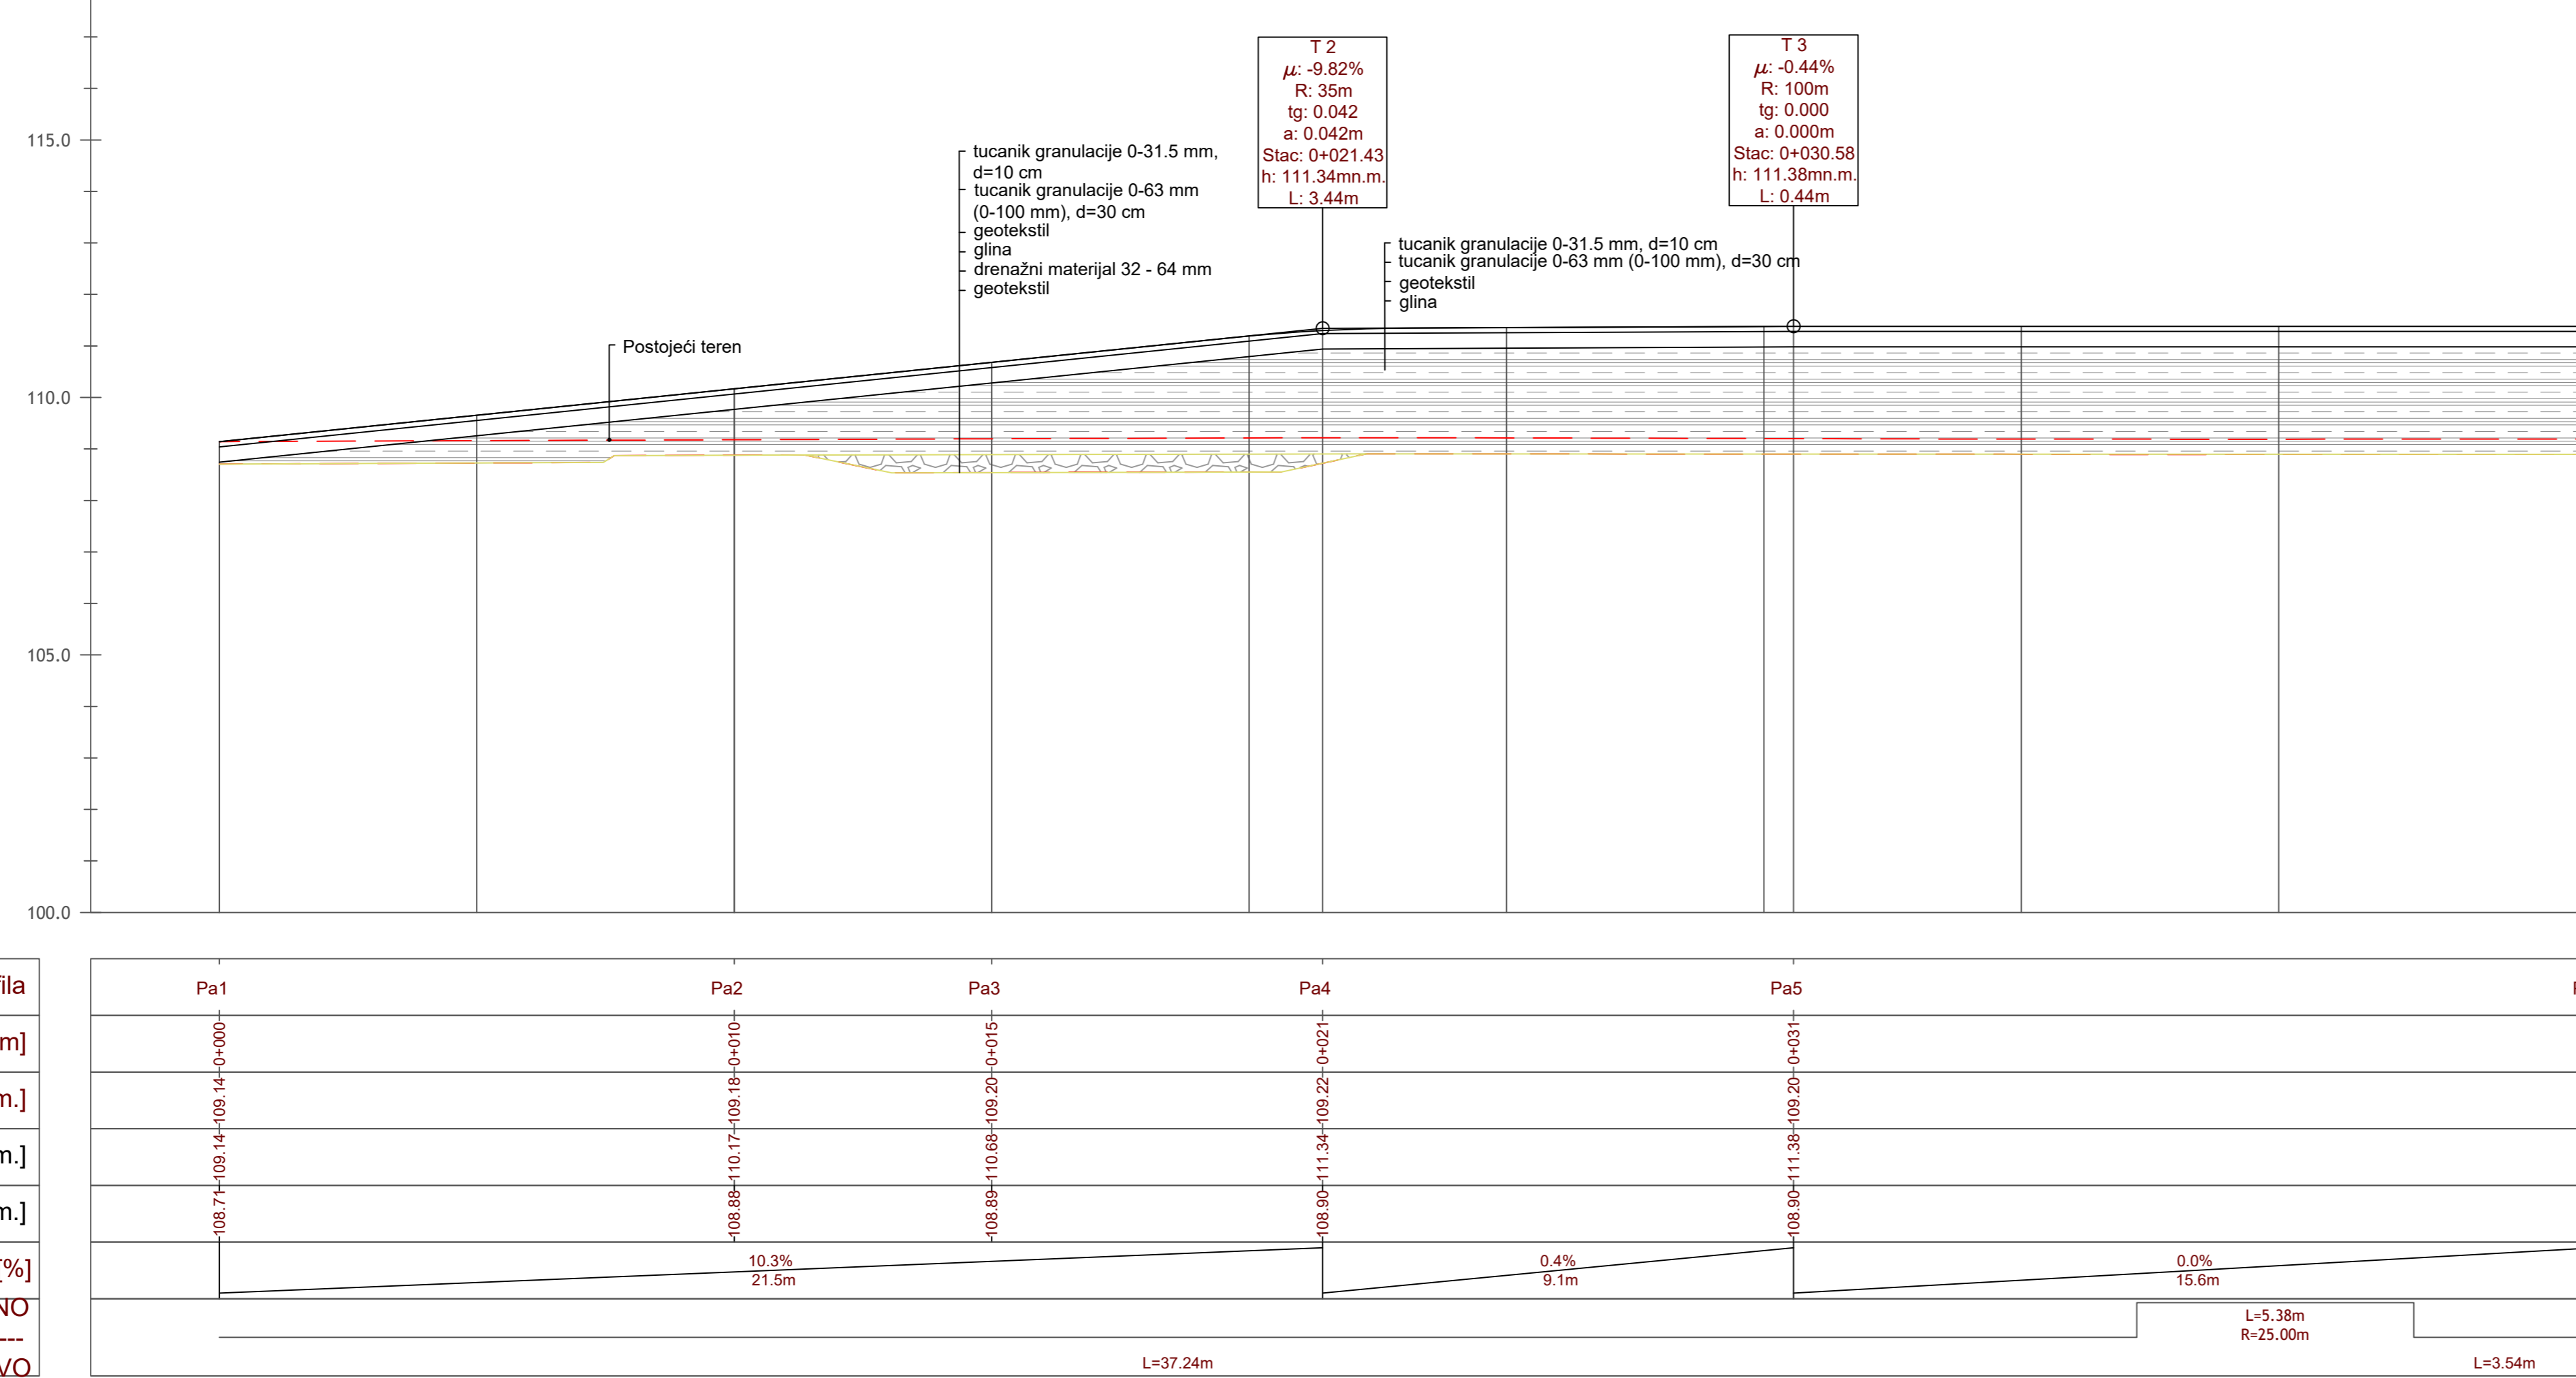 115.0
110.0
105.0
100.0
T 2
μ: -9.82%
R: 35m
tg: 0.042
a: 0.042m
Stac: 0+021.43
h: 111.34mn.m.
L: 3.44m
T 3
μ: -0.44%
R: 100m
tg: 0.000
a: 0.000m
Stac: 0+030.58
h: 111.38mn.m.
L: 0.44m
tucanik granulacije 0-31.5 mm,
d=10 cm
tucanik granulacije 0-63 mm
(0-100 mm), d=30 cm
geotekstil
glina
drenažni materijal 32 - 64 mm
geotekstil
tucanik granulacije 0-31.5 mm, d=10 cm
tucanik granulacije 0-63 mm (0-100 mm), d=30 cm
geotekstil
glina
Postojeći teren
ila Pa1 Pa2 Pa3 Pa4 Pa5
m] 0+000 0+010 0+015 0+021 0+031
m.] 109.14 109.18 109.20 109.22 109.20
m.] 109.14 110.17 110.68 111.34 111.38
m.] 108.71 108.88 108.89 108.90 108.90
[%] 10.3% 0.4% 0.0%
21.5m 9.1m 15.6m
NO
---
VO
L=5.38m
R=25.00m
L=37.24m L=3.54m